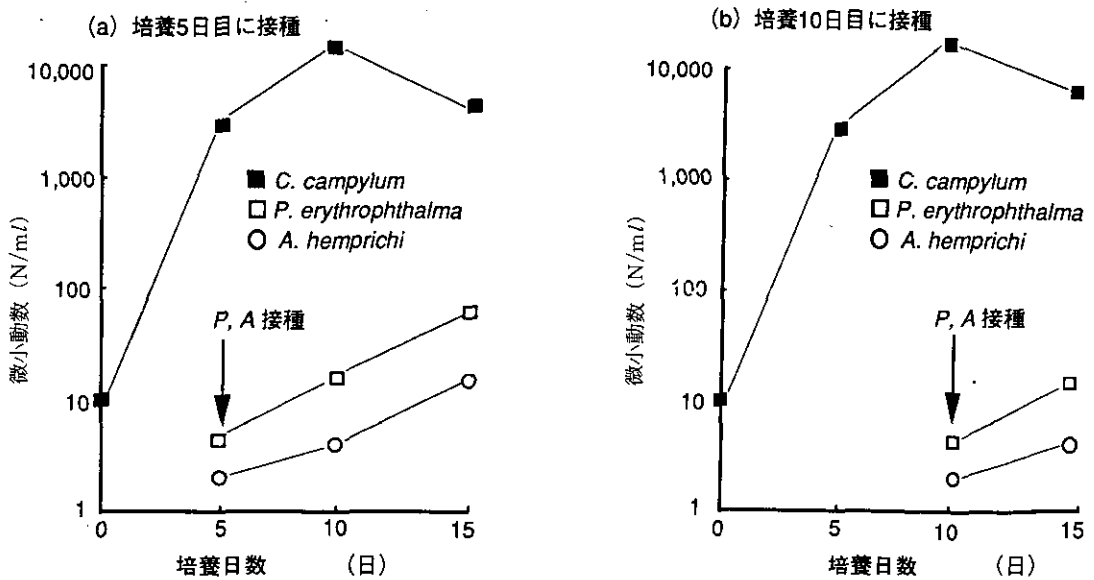 (a) 培養5日目に接種
10,000
1,000
100
10
1
微小動数 (N/ml)
■ C. campylum
□ P. erythrophthalma
○ A. hemprichi
P, A 接種
0 5 10 15
培養日数 (日)
(b) 培養10日目に接種
10,000
1,000
100
10
1
微小動数 (N/ml)
■ C. campylum
□ P. erythrophthalma
○ A. hemprichi
P, A 接種
0 5 10 15
培養日数 (日)